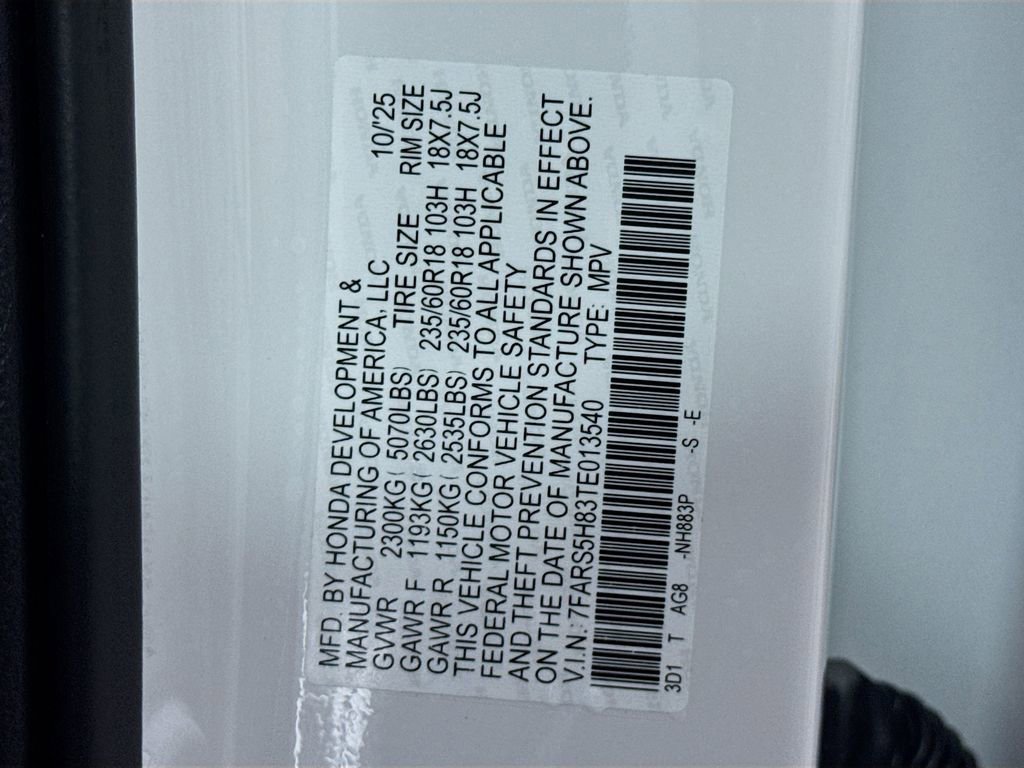 MFD. BY HONDA DEVELOPMENT &
MANUFACTURING OF AMERICA, LLC 10/'25
GVWR 2300KG ( 5070LBS) TIRE SIZE RIM SIZE
GAWR F 1193KG ( 2630LBS) 235/60R18 103H 18X7.5J
GAWR R 1150KG ( 2535LBS) 235/60R18 103H 18X7.5J
THIS VEHICLE CONFORMS TO ALL APPLICABLE
FEDERAL MOTOR VEHICLE SAFETY
AND THEFT PREVENTION STANDARDS IN EFFECT
ON THE DATE OF MANUFACTURE SHOWN ABOVE.
V.I.N.: 7FARS5H83TE013540 TYPE: MPV
3D1 T AG8 -NH883P -S -E